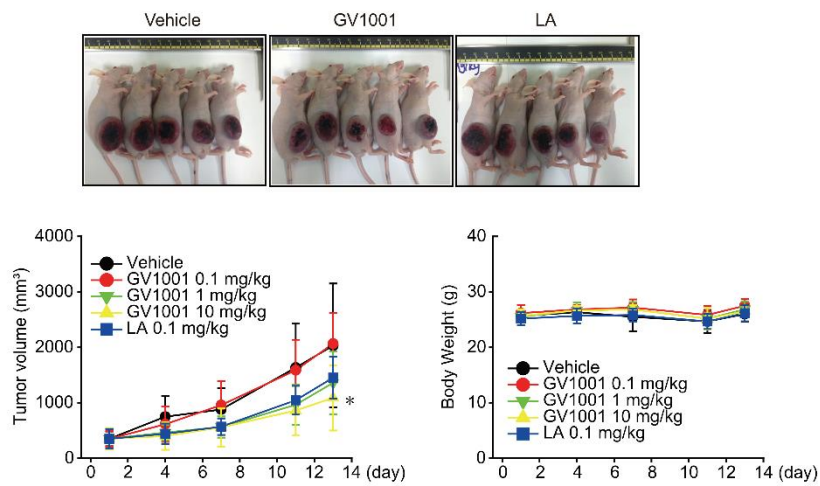 Vehicle
GV1001
LA
Tumor volume (mm³)
4000
3000
2000
1000
0
Vehicle
GV1001 0.1 mg/kg
GV1001 1 mg/kg
GV1001 10 mg/kg
LA 0.1 mg/kg
*
0 2 4 6 8 10 12 14 (day)
Body Weight (g)
40
30
20
10
0
Vehicle
GV1001 0.1 mg/kg
GV1001 1 mg/kg
GV1001 10 mg/kg
LA 0.1 mg/kg
0 2 4 6 8 10 12 14 (day)